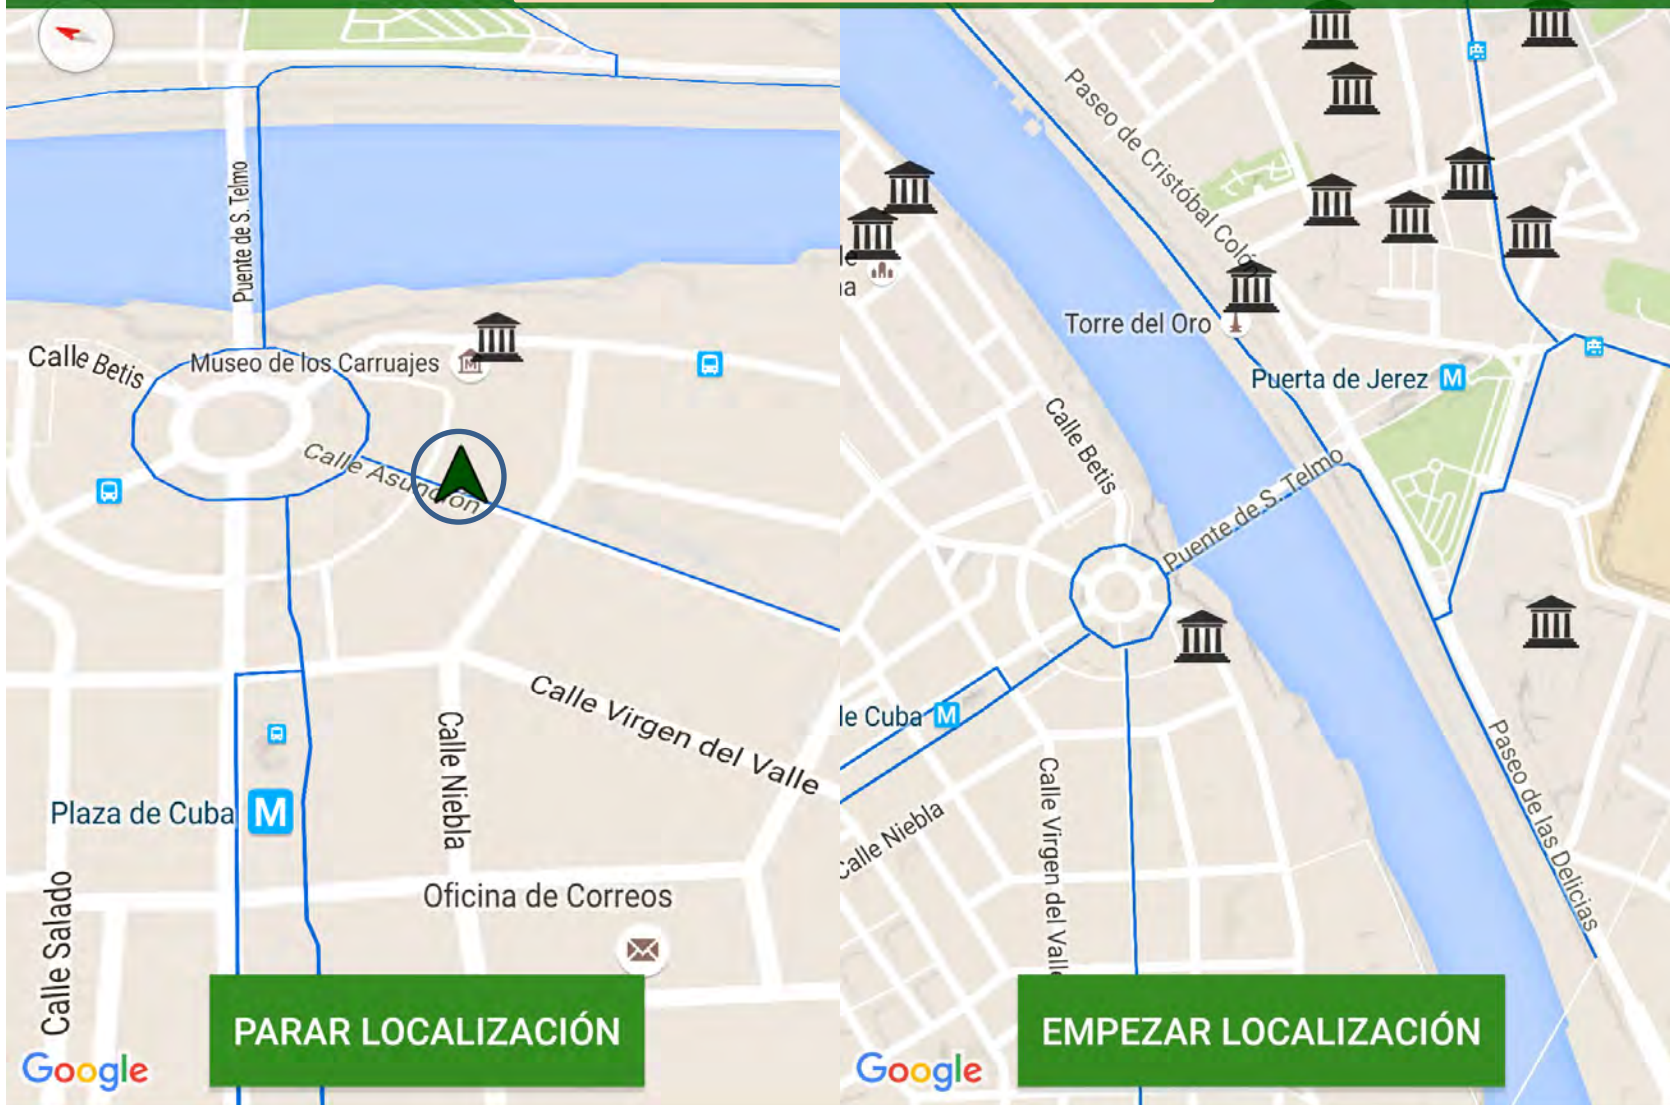 Puente de S. Telmo
Calle Betis
Museo de los Carruajes
Calle Asunción
Calle Virgen del Valle
Calle Niebla
Plaza de Cuba
M
Oficina de Correos
Calle Salado
PARAR LOCALIZACIÓN
Google
Paseo de Cristóbal Colón
Torre del Oro
Puerta de Jerez M
Calle Betis
Puente de S. Telmo
le Cuba M
Calle Niebla
Calle Virgen del Valle
Paseo de las Delicias
EMPEZAR LOCALIZACIÓN
Google